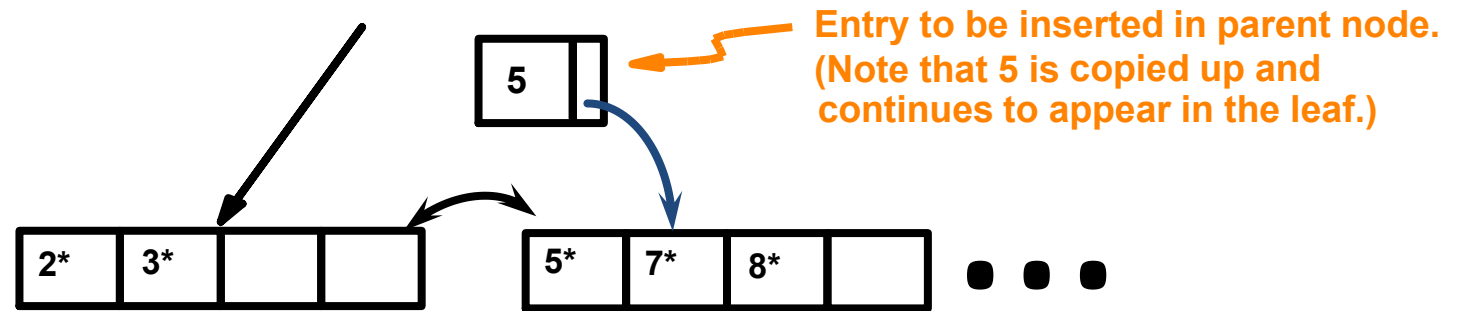 Entry to be inserted in parent node.
(Note that 5 is copied up and
continues to appear in the leaf.)
5
2* 3*
5* 7* 8*